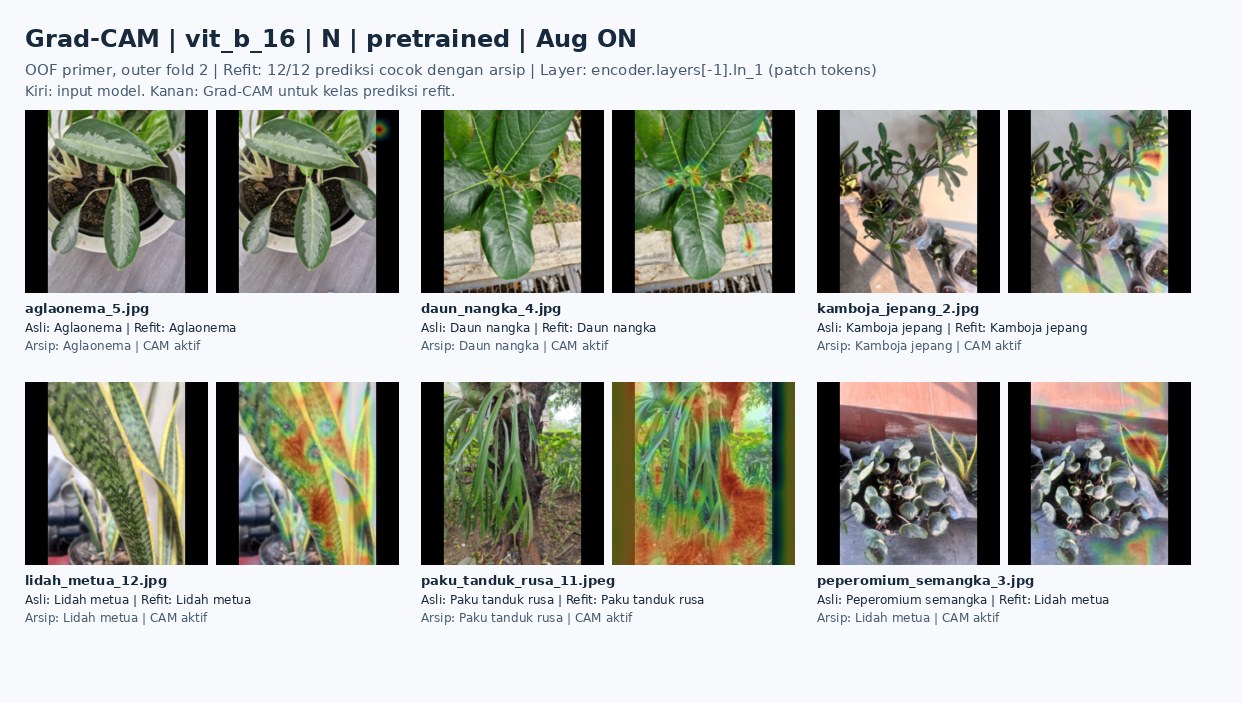 Grad-CAM | vit_b_16 | N | pretrained | Aug ON
OOF primer, outer fold 2 | Refit: 12/12 prediksi cocok dengan arsip | Layer: encoder.layers[-1].ln_1 (patch tokens)
Kiri: input model. Kanan: Grad-CAM untuk kelas prediksi refit.
aglaonema_5.jpg
Asli: Aglaonema | Refit: Aglaonema
Arsip: Aglaonema | CAM aktif
daun_nangka_4.jpg
Asli: Daun nangka | Refit: Daun nangka
Arsip: Daun nangka | CAM aktif
kamboja_jepang_2.jpg
Asli: Kamboja jepang | Refit: Kamboja jepang
Arsip: Kamboja jepang | CAM aktif
lidah_metua_12.jpg
Asli: Lidah metua | Refit: Lidah metua
Arsip: Lidah metua | CAM aktif
paku_tanduk_rusa_11.jpeg
Asli: Paku tanduk rusa | Refit: Paku tanduk rusa
Arsip: Paku tanduk rusa | CAM aktif
peperomium_semangka_3.jpg
Asli: Peperomium semangka | Refit: Lidah metua
Arsip: Lidah metua | CAM aktif